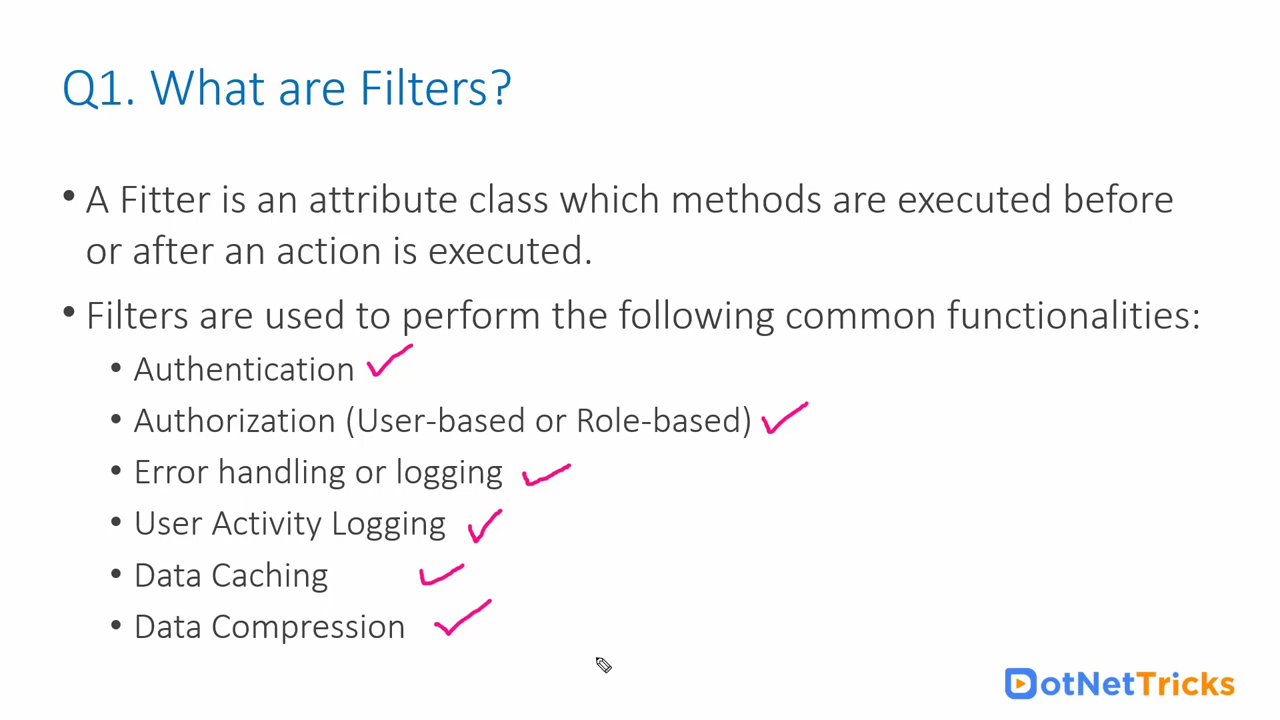 Q1. What are Filters?
• A Fitter is an attribute class which methods are executed before
or after an action is executed.
• Filters are used to perform the following common functionalities:
• Authentication
• Authorization (User-based or Role-based)
• Error handling or logging
• User Activity Logging
• Data Caching
• Data Compression
DotNetTricks